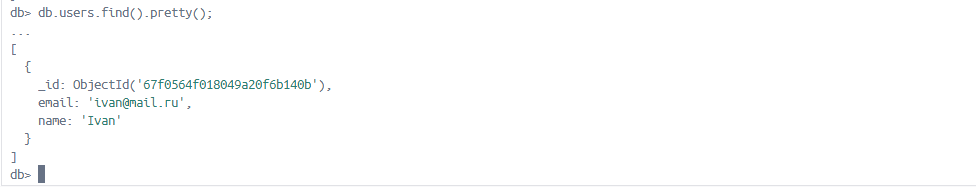 db> db.users.find().pretty();
...
[
  {
    _id: ObjectId('67f0564f018049a20f6b140b'),
    email: 'ivan@mail.ru',
    name: 'Ivan'
  }
]
db>